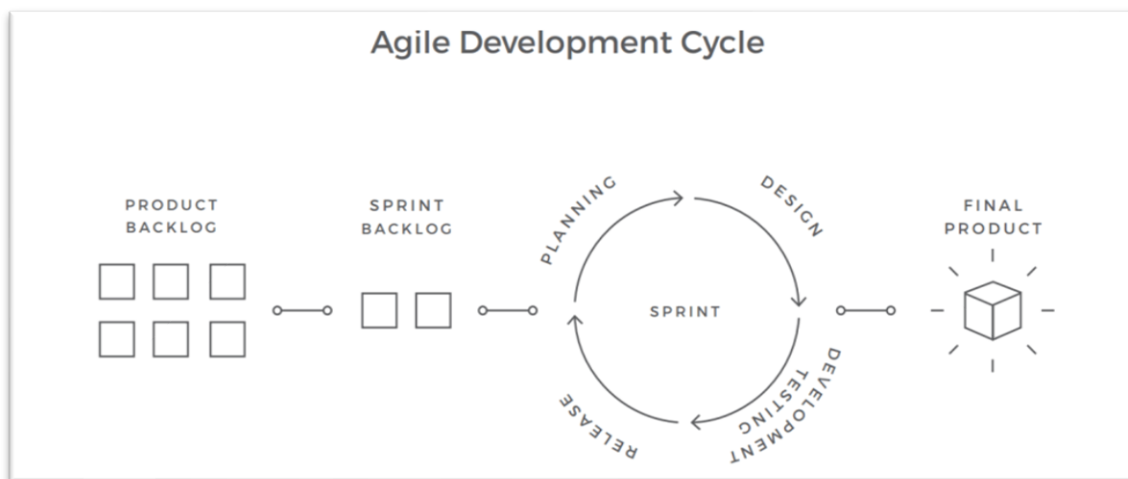 Agile Development Cycle
PRODUCT
BACKLOG
SPRINT
BACKLOG
PLANNING
DESIGN
SPRINT
DEVELOPMENT
TESTING
RELEASE
FINAL
PRODUCT